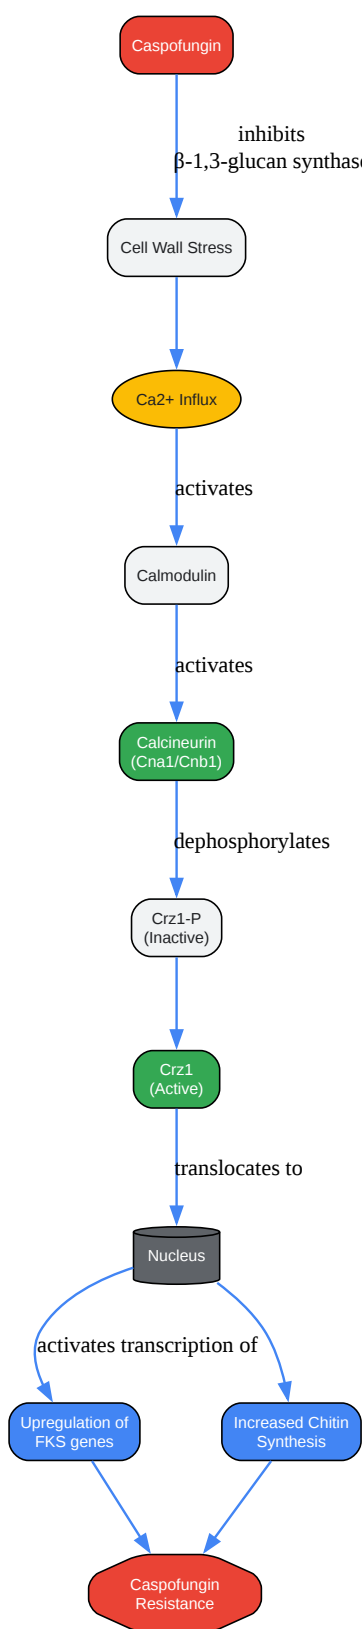 Caspofungin
inhibits
β-1,3-glucan synthase
Cell Wall Stress
Ca2+ Influx
activates
Calmodulin
activates
Calcineurin
(Cna1/Cnb1)
dephosphorylates
Crz1-P
(Inactive)
Crz1
(Active)
translocates to
Nucleus
activates transcription of
Upregulation of
FKS genes
Increased Chitin
Synthesis
Caspofungin
Resistance